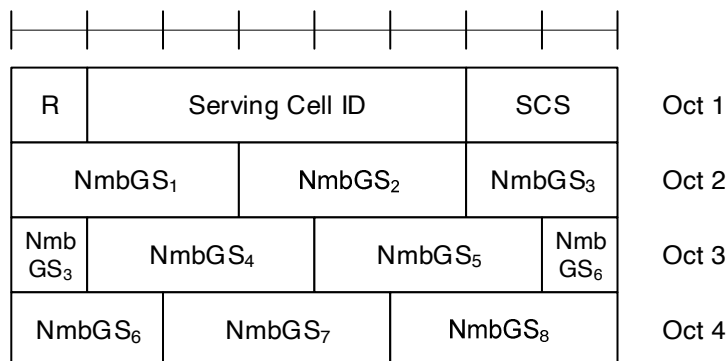 R Serving Cell ID SCS Oct 1
NmbGS₁ NmbGS₂ NmbGS₃ Oct 2
Nmb GS₃ NmbGS₄ NmbGS₅ Nmb GS₆ Oct 3
NmbGS₆ NmbGS₇ NmbGS₈ Oct 4